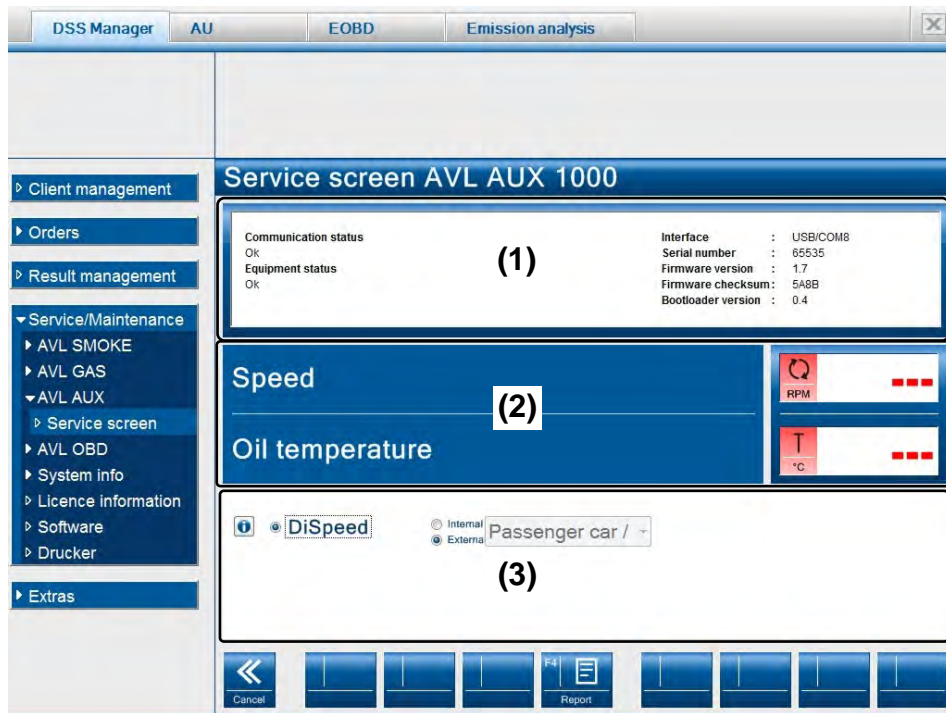 DSS Manager
AU
EOBD
Emission analysis
Service screen AVL AUX 1000
Client management
Orders
Result management
Service/Maintenance
AVL SMOKE
AVL GAS
AVL AUX
Service screen
AVL OBD
System info
Licence information
Software
Drucker
Extras
Communication status
Ok
Equipment status
Ok
(1)
Interface : USB/COM8
Serial number : 65535
Firmware version : 1.7
Firmware checksum : 5A8B
Bootloader version : 0.4
Speed
RPM
---
(2)
Oil temperature
T
°C
---
DiSpeed
Internal
Externa
Passenger car /
(3)
Cancel
F4
Report